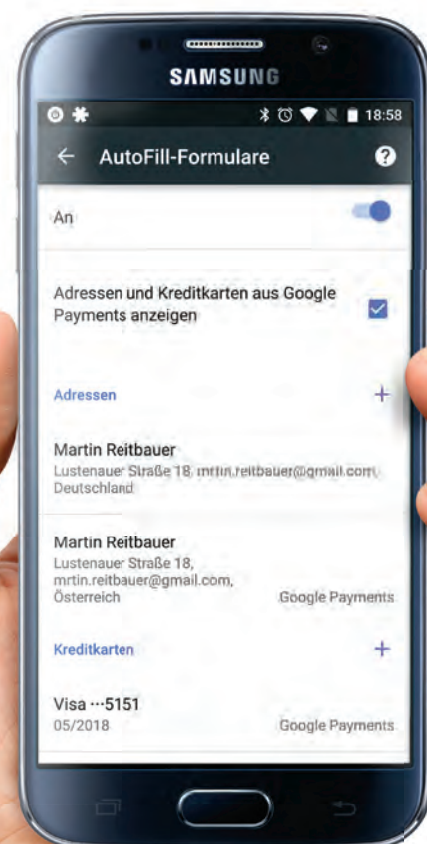 SAMSUNG
18:58
AutoFill-Formulare
?
An
Adressen und Kreditkarten aus Google
Payments anzeigen
Adressen
+
Martin Reitbauer
Lustenauer Straße 18, mrtin.reitbauer@gmail.com,
Deutschland
Martin Reitbauer
Lustenauer Straße 18,
mrtin.reitbauer@gmail.com,
Österreich Google Payments
Kreditkarten
+
Visa ···5151
05/2018 Google Payments